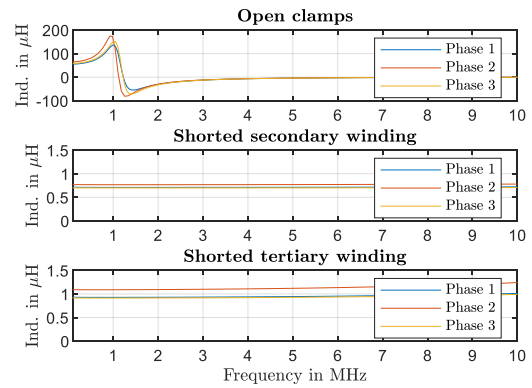 Open clamps
Ind. in μH
200
100
0
-100
Phase 1
Phase 2
Phase 3
1 2 3 4 5 6 7 8 9 10
Shorted secondary winding
Ind. in μH
1.5
1
0.5
0
Phase 1
Phase 2
Phase 3
1 2 3 4 5 6 7 8 9 10
Shorted tertiary winding
Ind. in μH
1.5
1
0.5
0
Phase 1
Phase 2
Phase 3
1 2 3 4 5 6 7 8 9 10
Frequency in MHz